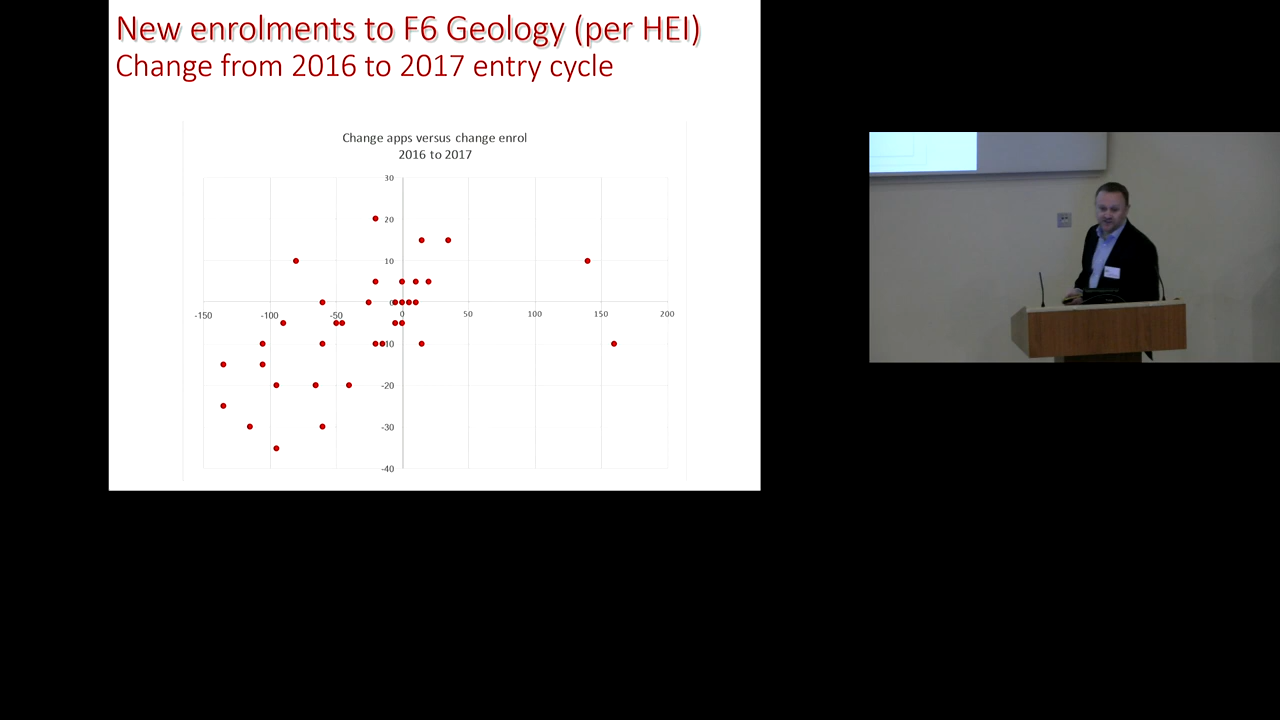 New enrolments to F6 Geology (per HEI)
Change from 2016 to 2017 entry cycle
Change apps versus change enrol
2016 to 2017
30
20
10
0
-150 -100 -50 0 50 100 150 200
-10
-20
-30
-40